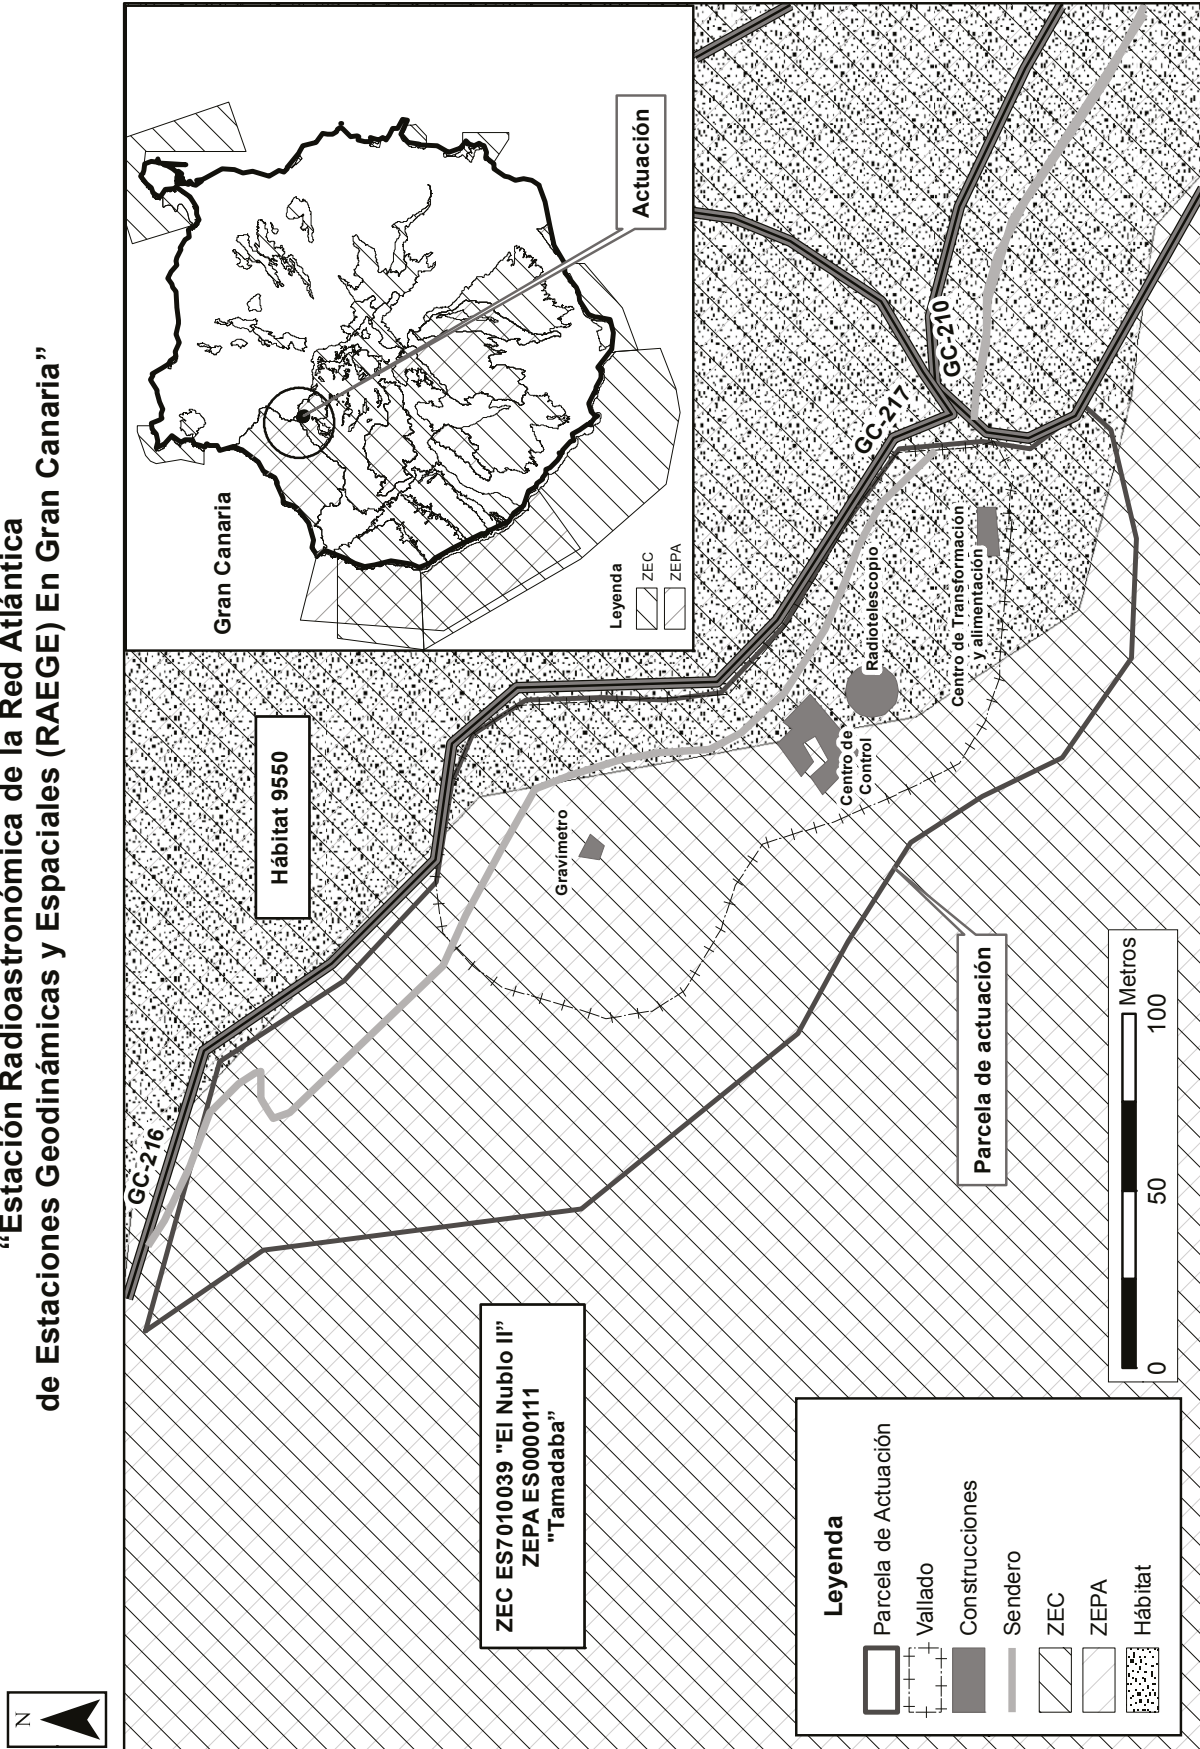 “Estación Radioastronómica de la Red Atlántica
de Estaciones Geodinámicas y Espaciales (RAEGE) En Gran Canaria”
N
Gran Canaria
Actuación
Leyenda
ZEC
ZEPA
Hábitat 9550
GC-216
GC-217
GC-210
Gravímetro
Centro de
Control
Radiotelescopio
Centro de Transformación
y alimentación
ZEC ES7010039 "El Nublo II”
ZEPA ES0000111
"Tamadaba”
Parcela de actuación
Leyenda
Parcela de Actuación
Vallado
Construcciones
Sendero
ZEC
ZEPA
Hábitat
0
50
100
Metros